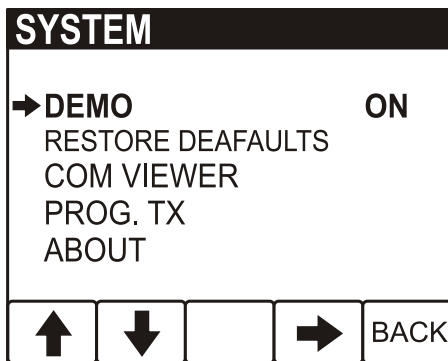 SYSTEM
DEMO ON
RESTORE DEAFAULTS
COM VIEWER
PROG. TX
ABOUT
BACK